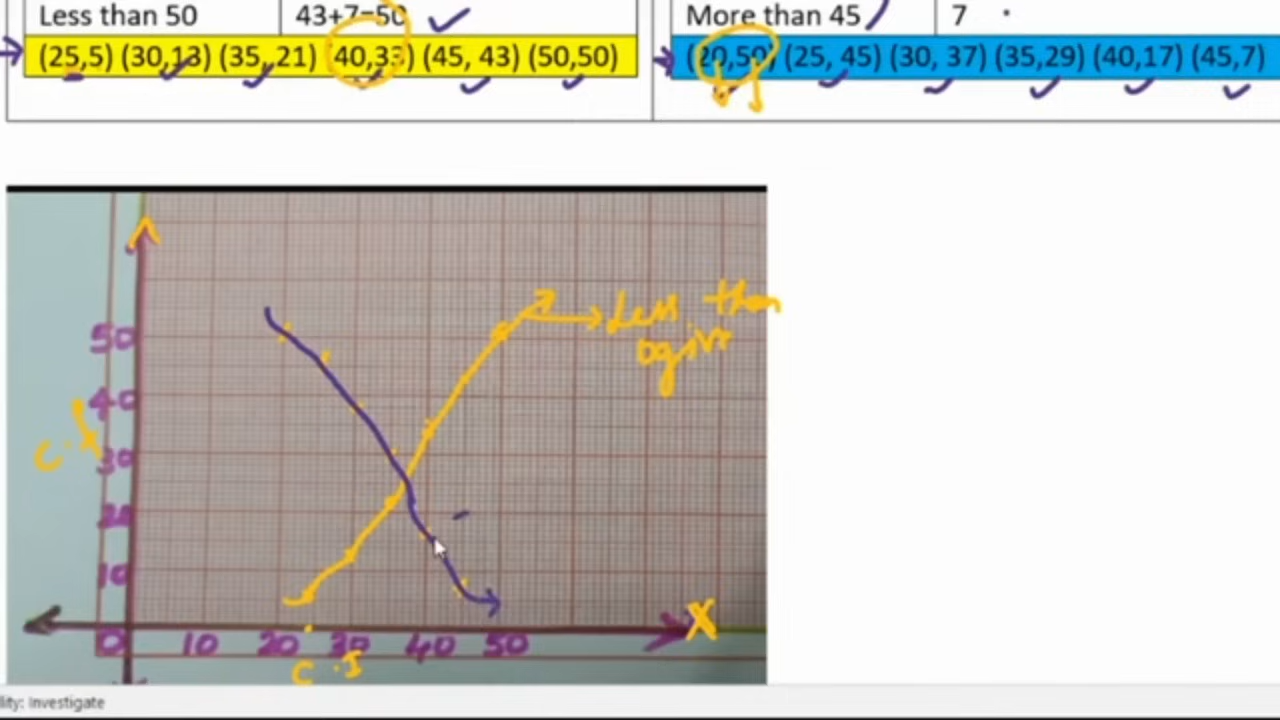 Less than 50
43+7=50
(25,5) (30,13) (35,21) (40,33) (45, 43) (50,50)
More than 45
7
(20,50) (25, 45) (30, 37) (35,29) (40,17) (45,7)
Less than
ogive
50
40
C.f
30
20
10
0 10 20 30 40 50
X
C.I
lity: Investigate